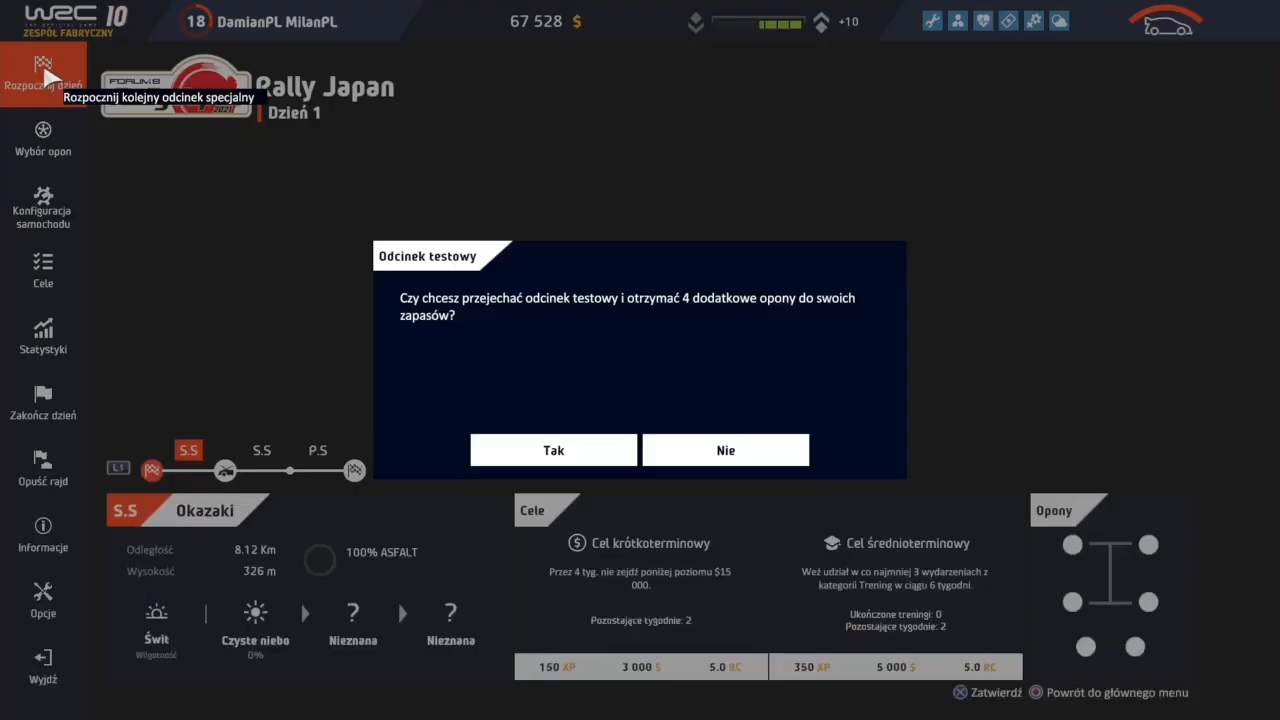 WRC 10
THE OFFICIAL GAME
ZESPÓŁ FABRYCZNY
18 DamianPL MilanPL
67 528 $
+10
Rozpocznij dzień
Rozpocznij kolejny odcinek specjalny
FORUM8
Rally Japan
Dzień 1
Wybór opon
Konfiguracja
samochodu
Cele
Statystyki
Zakończ dzień
Opuść rajd
Informacje
Opcje
Wyjdź
Odcinek testowy
Czy chcesz przejechać odcinek testowy i otrzymać 4 dodatkowe opony do swoich
zapasów?
Tak
Nie
S.S
S.S
P.S
L1
S.S Okazaki
Odległość 8.12 Km
Wysokość 326 m
100% ASFALT
Świt
Wilgotność
Czyste niebo
0%
?
Nieznana
?
Nieznana
Cele
$ Cel krótkoterminowy
Przez 4 tyg. nie zejdź poniżej poziomu $15
000.
Pozostające tygodnie: 2
150 XP 3 000 $ 5.0 RC
Cel średnioterminowy
Weź udział w co najmniej 3 wydarzeniach z
kategorii Trening w ciągu 6 tygodni.
Ukończone treningi: 0
Pozostające tygodnie: 2
350 XP 5 000 $ 5.0 RC
Opony
Zatwierdź Powrót do głównego menu